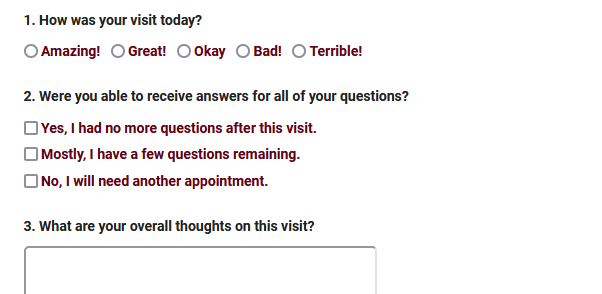 1. How was your visit today?
Amazing! Great! Okay Bad! Terrible!
2. Were you able to receive answers for all of your questions?
Yes, I had no more questions after this visit.
Mostly, I have a few questions remaining.
No, I will need another appointment.
3. What are your overall thoughts on this visit?